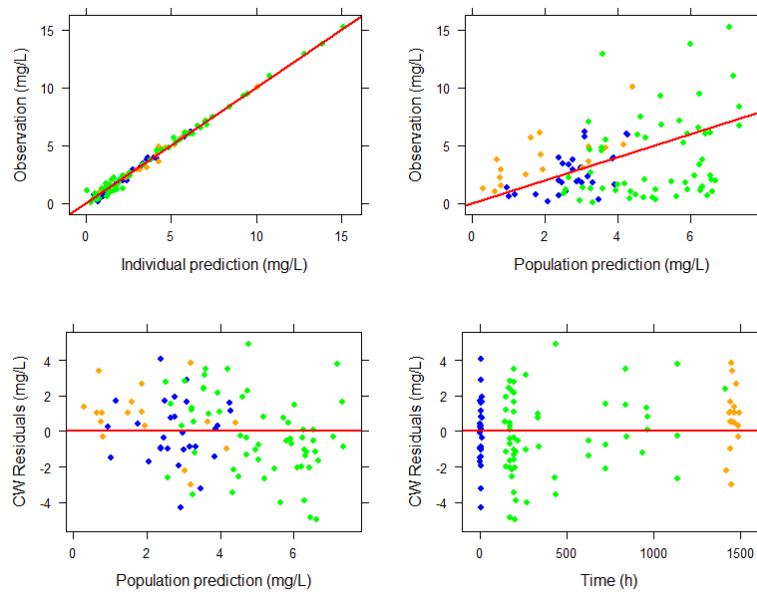 15
10
5
0
Observation (mg/L)
0 5 10 15
Individual prediction (mg/L)
15
10
5
0
Observation (mg/L)
0 2 4 6
Population prediction (mg/L)
4
2
0
-2
-4
CW Residuals (mg/L)
0 2 4 6
Population prediction (mg/L)
4
2
0
-2
-4
CW Residuals (mg/L)
0 500 1000 1500
Time (h)